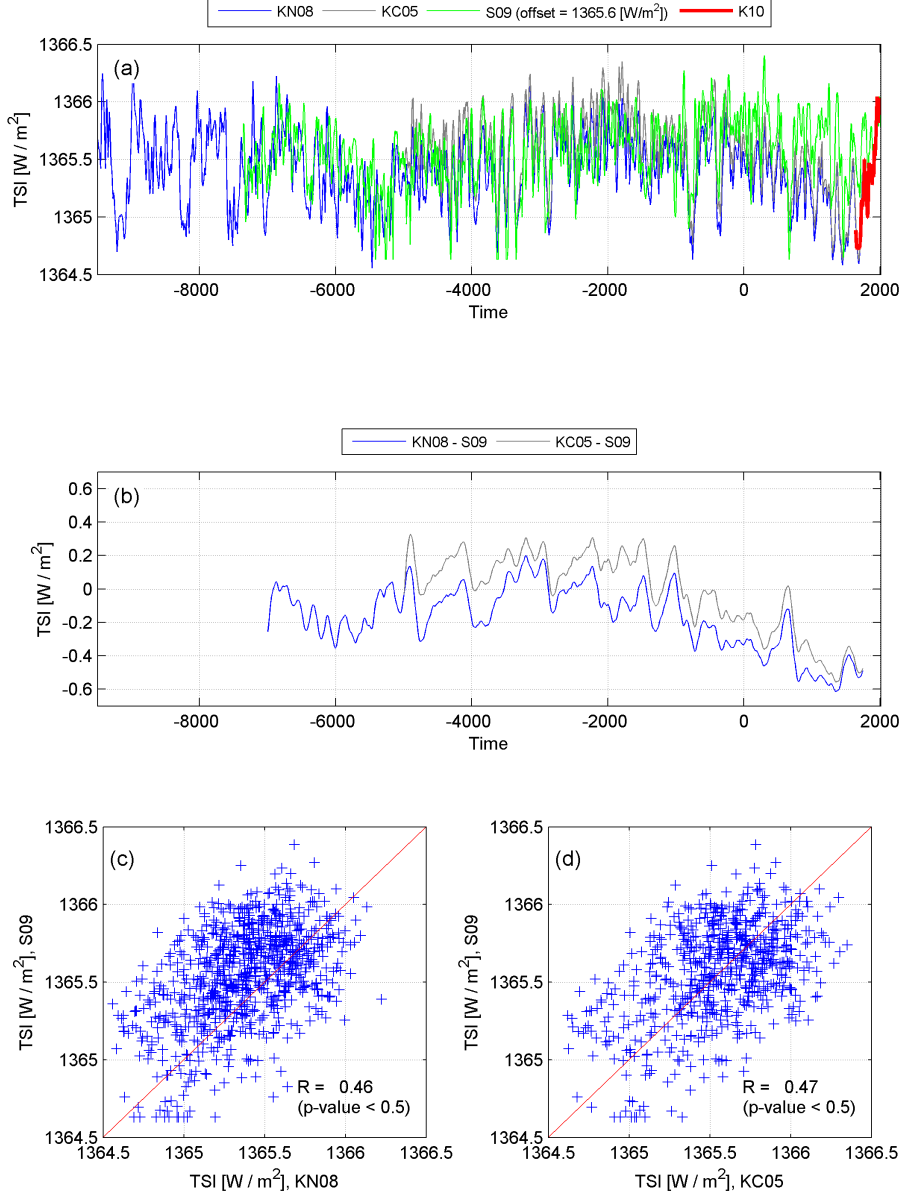 KN08 KC05 S09 (offset = 1365.6 [W/m²]) K10
(a)
TSI [W / m²]
1366.5
1366
1365.5
1365
1364.5
-8000 -6000 -4000 -2000 0 2000
Time
KN08 - S09 KC05 - S09
(b)
TSI [W / m²]
0.6
0.4
0.2
0
-0.2
-0.4
-0.6
-8000 -6000 -4000 -2000 0 2000
Time
(c)
TSI [W / m²], S09
1366.5
1366
1365.5
1365
1364.5
R = 0.46
(p-value < 0.5)
1364.5 1365 1365.5 1366 1366.5
TSI [W / m²], KN08
(d)
TSI [W / m²], S09
1366.5
1366
1365.5
1365
1364.5
R = 0.47
(p-value < 0.5)
1364.5 1365 1365.5 1366 1366.5
TSI [W / m²], KC05